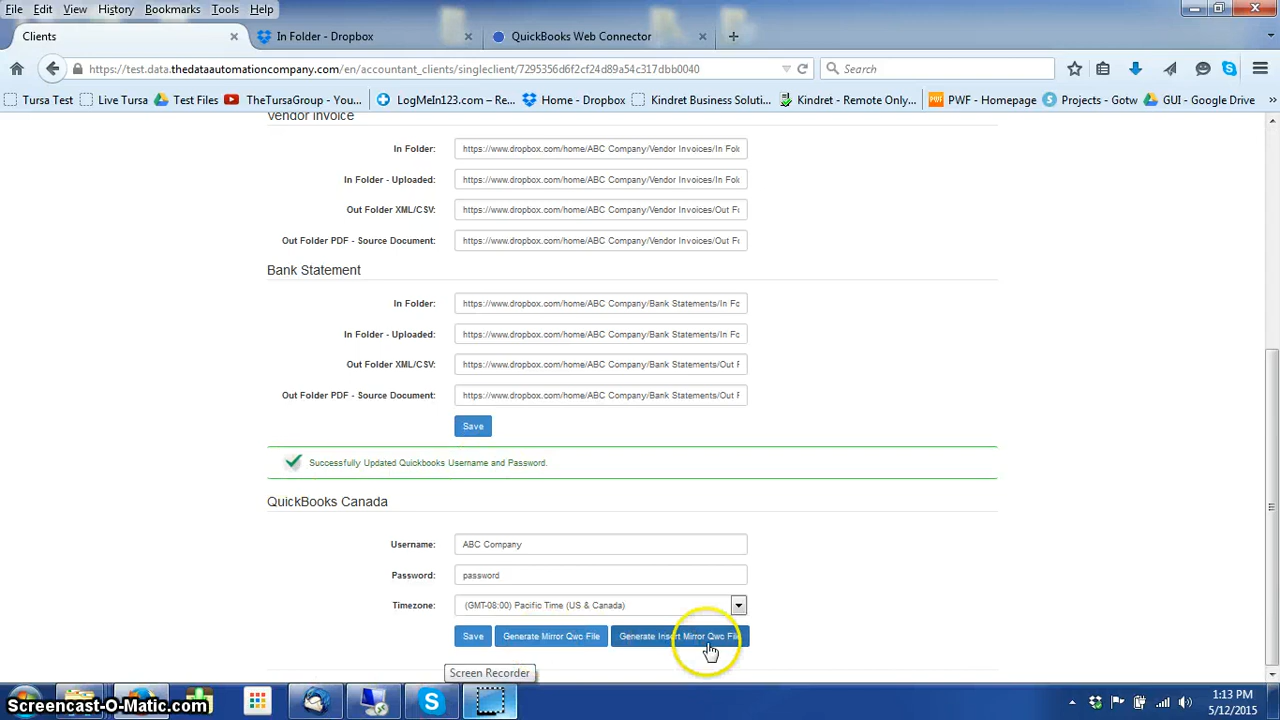 File Edit View History Bookmarks Tools Help
Clients In Folder - Dropbox QuickBooks Web Connector
https://test.data.thedataautomationcompany.com/en/accountant_clients/singleclient/7295356d6f2cf24d89a54c317dbb0040 Search
Tursa Test Live Tursa Test Files TheTursaGroup - You... LogMeIn123.com – Re... Home - Dropbox Kindret Business Soluti... Kindret - Remote Only... PWF - Homepage Projects - Gotw GUI - Google Drive
Vendor Invoice
In Folder: https://www.dropbox.com/home/ABC Company/Vendor Invoices/In Fol
In Folder - Uploaded: https://www.dropbox.com/home/ABC Company/Vendor Invoices/In Fol
Out Folder XML/CSV: https://www.dropbox.com/home/ABC Company/Vendor Invoices/Out F
Out Folder PDF - Source Document: https://www.dropbox.com/home/ABC Company/Vendor Invoices/Out F
Bank Statement
In Folder: https://www.dropbox.com/home/ABC Company/Bank Statements/In Fo
In Folder - Uploaded: https://www.dropbox.com/home/ABC Company/Bank Statements/In Fo
Out Folder XML/CSV: https://www.dropbox.com/home/ABC Company/Bank Statements/Out F
Out Folder PDF - Source Document: https://www.dropbox.com/home/ABC Company/Bank Statements/Out F
Save
Successfully Updated Quickbooks Username and Password.
QuickBooks Canada
Username: ABC Company
Password: password
Timezone: (GMT-08:00) Pacific Time (US & Canada)
Save Generate Mirror Qwc File Generate Insert Mirror Qwc File
Screen Recorder
1:13 PM
Screencast-O-Matic.com 5/12/2015